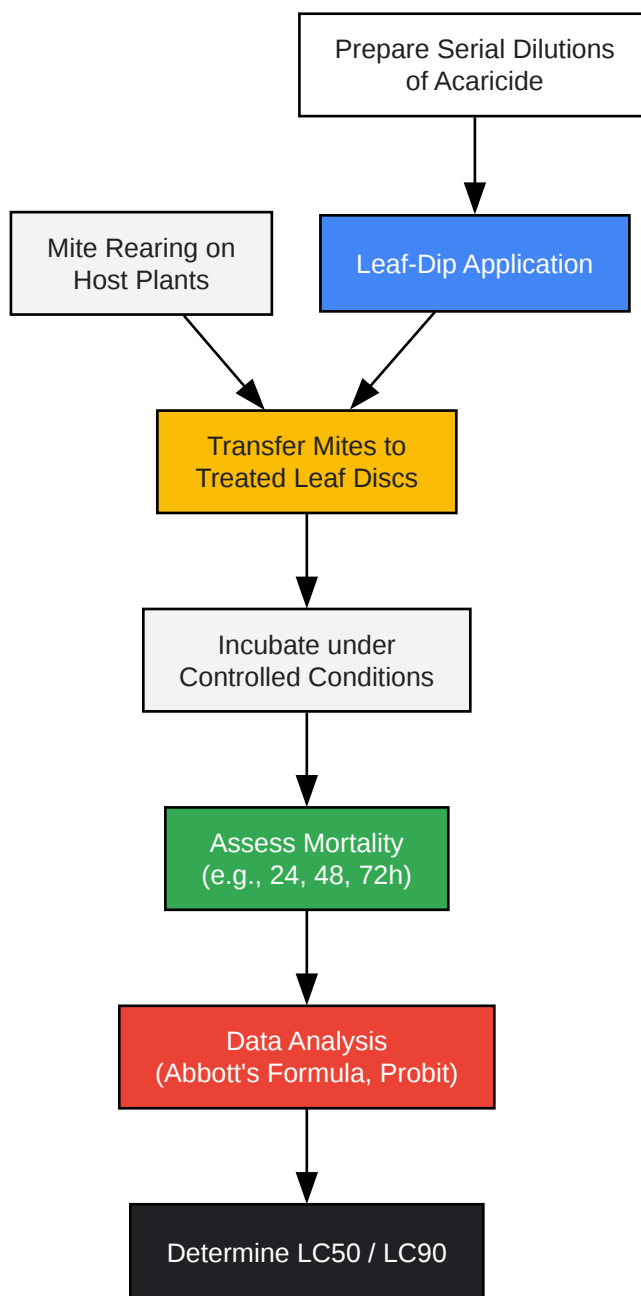 Prepare Serial Dilutions
of Acaricide
Mite Rearing on
Host Plants
Leaf-Dip Application
Transfer Mites to
Treated Leaf Discs
Incubate under
Controlled Conditions
Assess Mortality
(e.g., 24, 48, 72h)
Data Analysis
(Abbott's Formula, Probit)
Determine LC50 / LC90